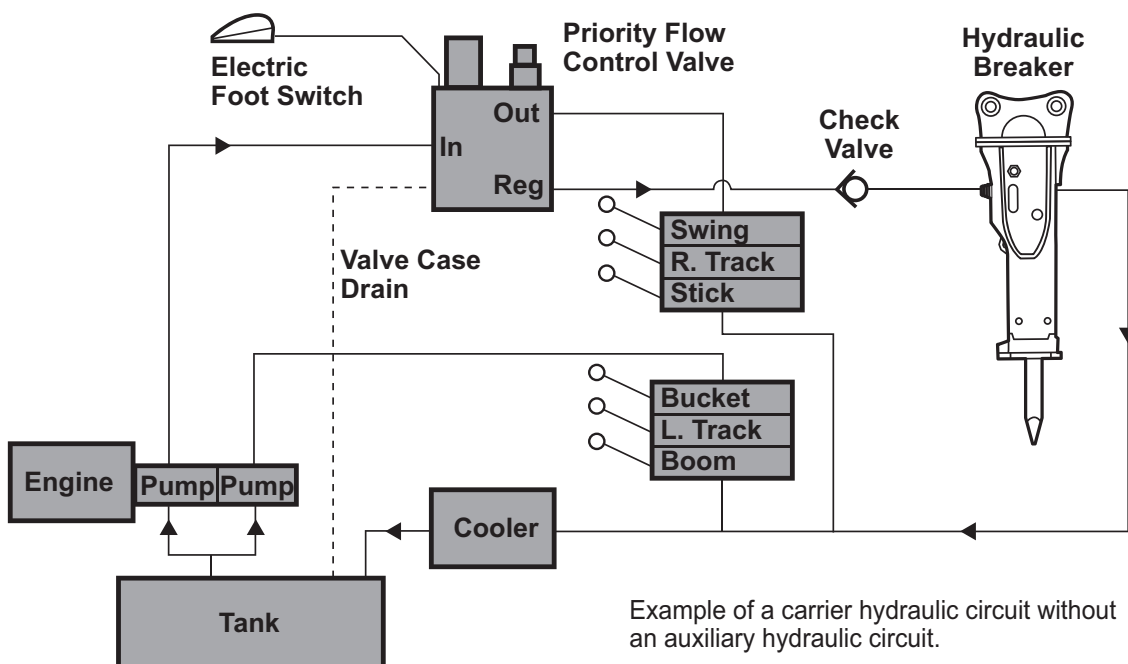 Electric
Foot Switch
Priority Flow
Control Valve
Hydraulic
Breaker
Out
In
Reg
Check
Valve
Valve Case
Drain
Swing
R. Track
Stick
Bucket
L. Track
Boom
Engine
Pump
Pump
Cooler
Tank
Example of a carrier hydraulic circuit without
an auxiliary hydraulic circuit.